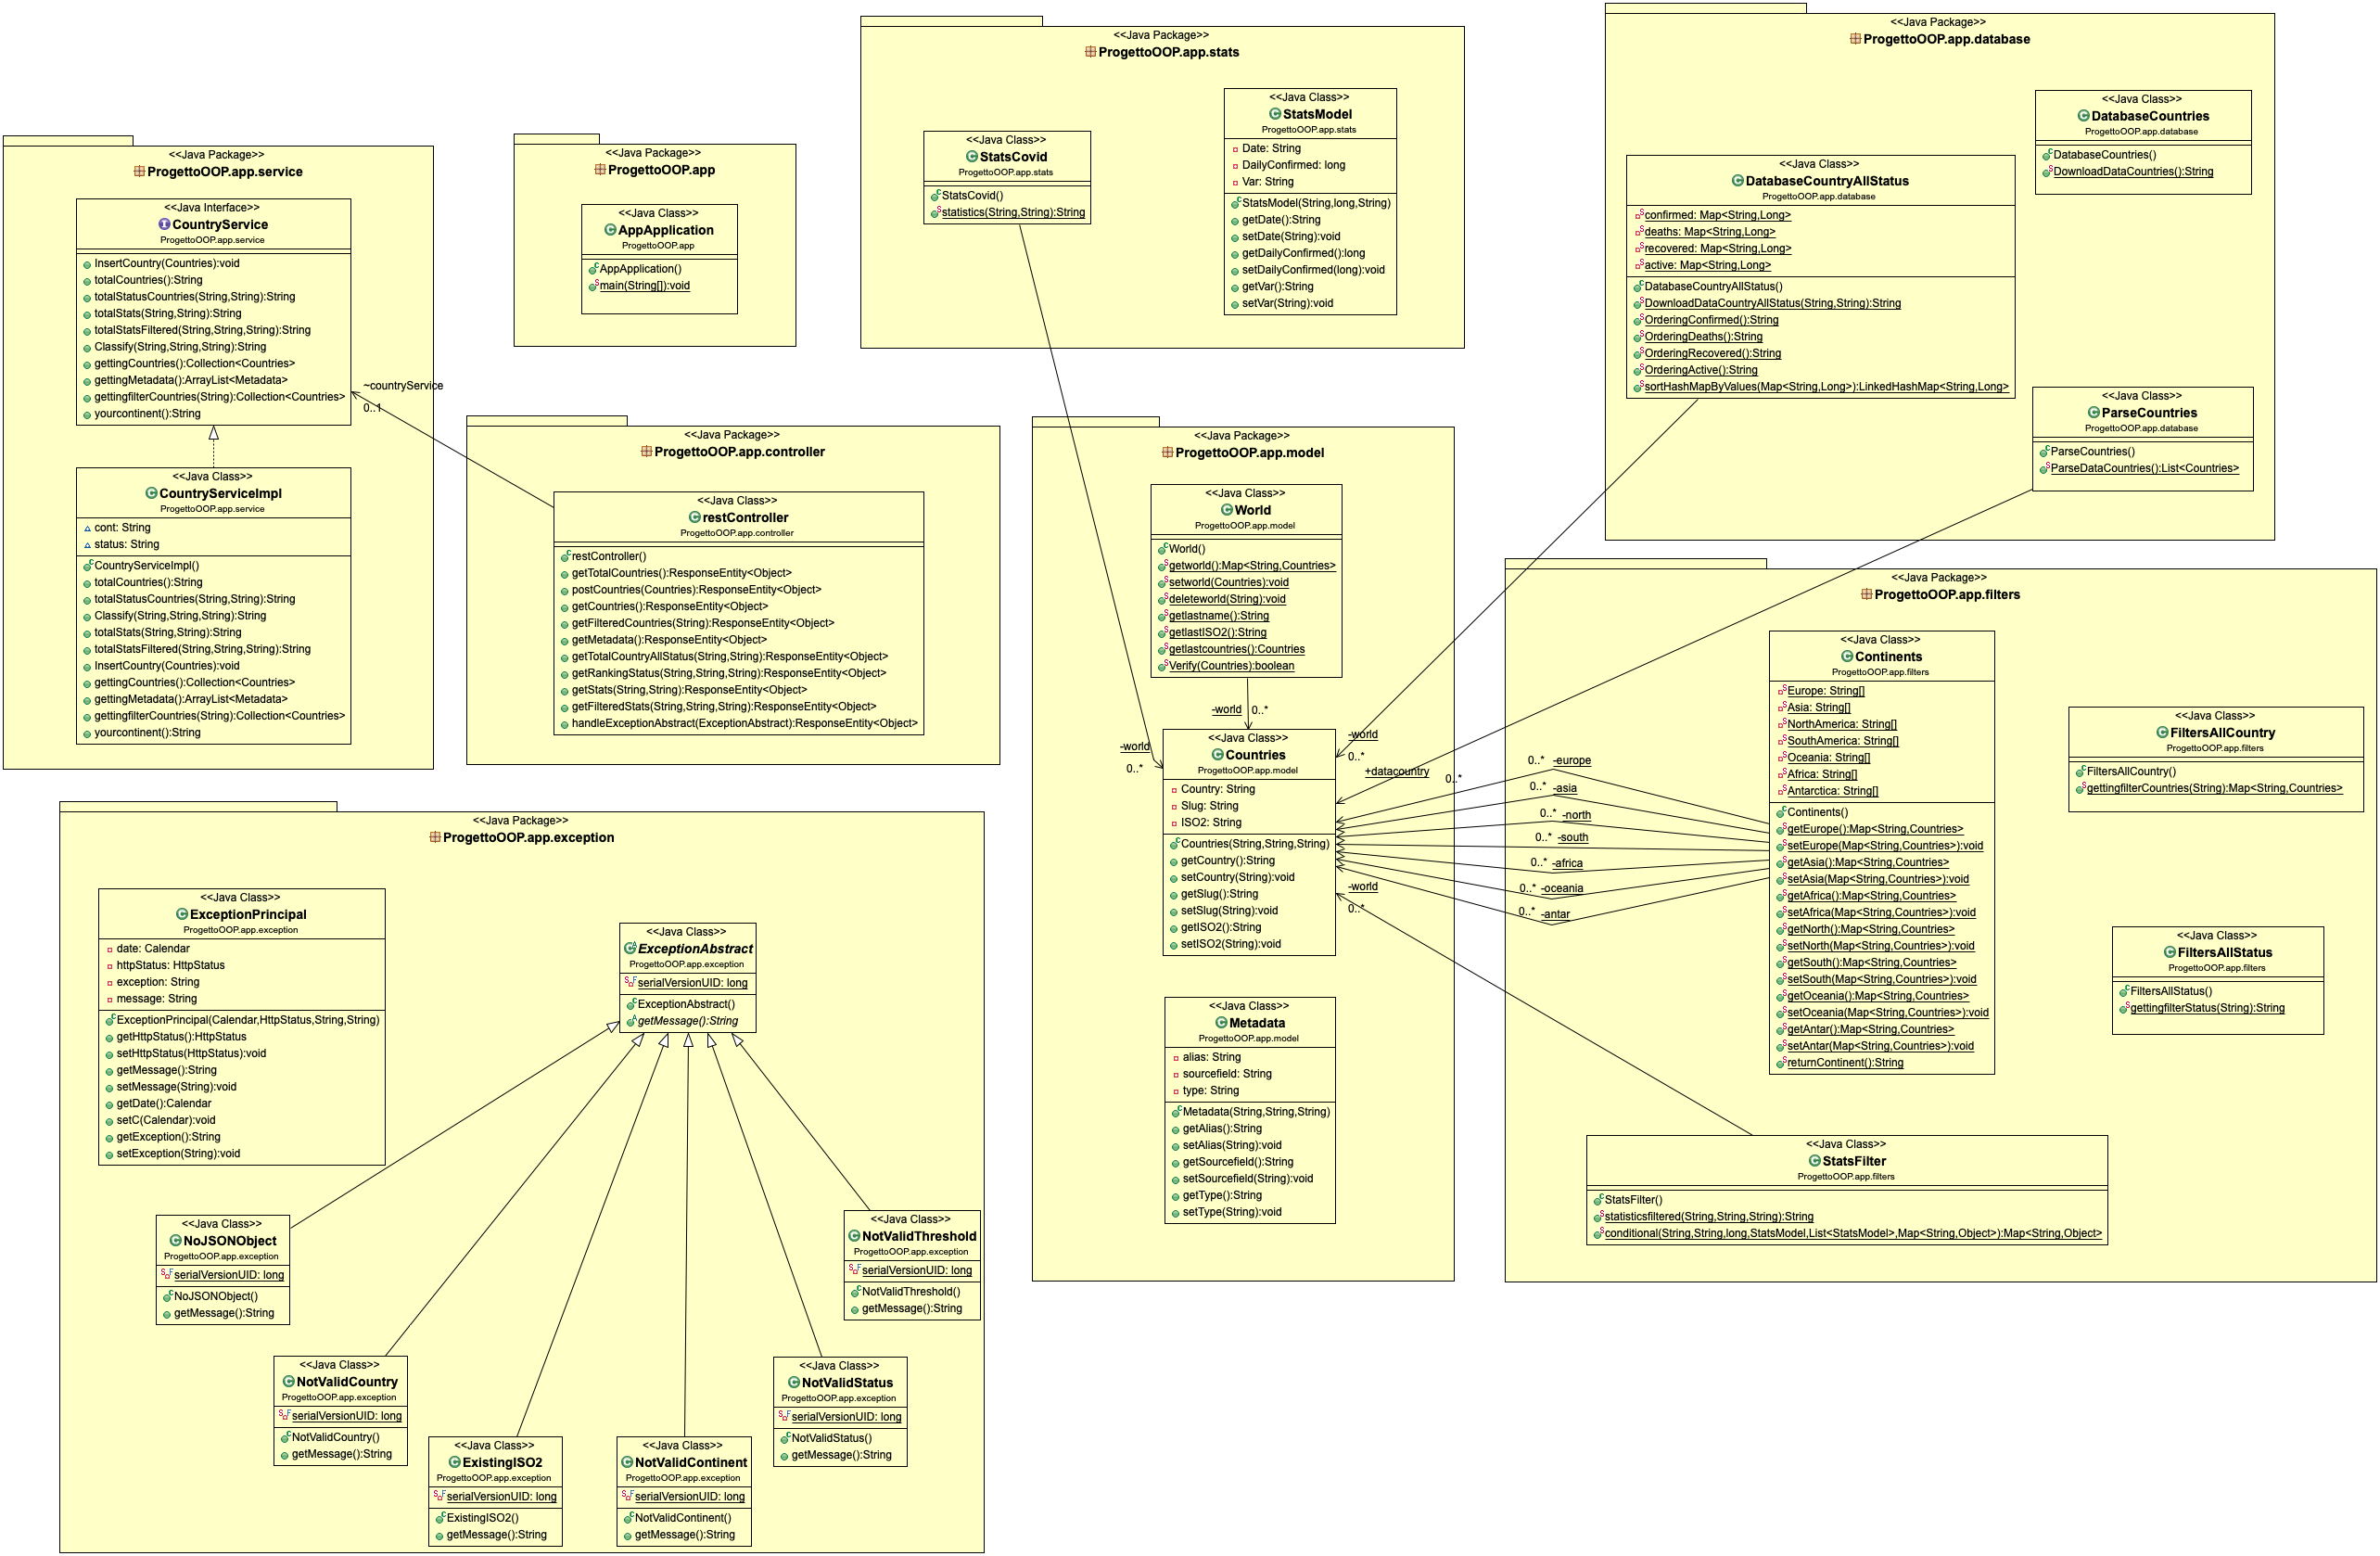 <<Java Package>>
ProgettoOOP.app.service
<<Java Interface>>
CountryService
ProgettoOOP.app.service
InsertCountry(Countries):void
totalCountries():String
totalStatusCountries(String,String):String
totalStats(String,String):String
totalStatsFiltered(String,String,String):String
Classify(String,String,String):String
gettingCountries():Collection<Countries>
gettingMetadata():ArrayList<Metadata>
gettingfilterCountries(String):Collection<Countries>
yourcontinent():String
<<Java Class>>
CountryServiceImpl
ProgettoOOP.app.service
cont: String
status: String
CountryServiceImpl()
totalCountries():String
totalStatusCountries(String,String):String
Classify(String,String,String):String
totalStats(String,String):String
totalStatsFiltered(String,String,String):String
InsertCountry(Countries):void
gettingCountries():Collection<Countries>
gettingMetadata():ArrayList<Metadata>
gettingfilterCountries(String):Collection<Countries>
yourcontinent():String
~countryService
0..1
<<Java Package>>
ProgettoOOP.app
<<Java Class>>
AppApplication
ProgettoOOP.app
AppApplication()
main(String[]):void
<<Java Package>>
ProgettoOOP.app.controller
<<Java Class>>
restController
ProgettoOOP.app.controller
restController()
getTotalCountries():ResponseEntity<Object>
postCountries(Countries):ResponseEntity<Object>
getCountries():ResponseEntity<Object>
getFilteredCountries(String):ResponseEntity<Object>
getMetadata():ResponseEntity<Object>
getTotalCountryAllStatus(String,String):ResponseEntity<Object>
getRankingStatus(String,String,String):ResponseEntity<Object>
getStats(String,String):ResponseEntity<Object>
getFilteredStats(String,String,String):ResponseEntity<Object>
handleExceptionAbstract(ExceptionAbstract):ResponseEntity<Object>
<<Java Package>>
ProgettoOOP.app.stats
<<Java Class>>
StatsCovid
ProgettoOOP.app.stats
StatsCovid()
statistics(String,String):String
<<Java Class>>
StatsModel
ProgettoOOP.app.stats
Date: String
DailyConfirmed: long
Var: String
StatsModel(String,long,String)
getDate():String
setDate(String):void
getDailyConfirmed():long
setDailyConfirmed(long):void
getVar():String
setVar(String):void
<<Java Package>>
ProgettoOOP.app.database
<<Java Class>>
DatabaseCountryAllStatus
ProgettoOOP.app.database
confirmed: Map<String,Long>
deaths: Map<String,Long>
recovered: Map<String,Long>
active: Map<String,Long>
DatabaseCountryAllStatus()
DownloadDataCountryAllStatus(String,String):String
OrderingConfirmed():String
OrderingDeaths():String
OrderingRecovered():String
OrderingActive():String
sortHashMapByValues(Map<String,Long>):LinkedHashMap<String,Long>
<<Java Class>>
DatabaseCountries
ProgettoOOP.app.database
DatabaseCountries()
DownloadDataCountries():String
<<Java Class>>
ParseCountries
ProgettoOOP.app.database
ParseCountries()
ParseDataCountries():List<Countries>
<<Java Package>>
ProgettoOOP.app.model
<<Java Class>>
World
ProgettoOOP.app.model
World()
getworld():Map<String,Countries>
setworld(Countries):void
deleteworld(String):void
getlastname():String
getlastISO2():String
getlastcountries():Countries
Verify(Countries):boolean
-world
0..*
-world
0..*
-world
0..*
+datacountry
0..*
<<Java Class>>
Countries
ProgettoOOP.app.model
Country: String
Slug: String
ISO2: String
Countries(String,String,String)
getCountry():String
setCountry(String):void
getSlug():String
setSlug(String):void
getISO2():String
setISO2(String):void
<<Java Class>>
Metadata
ProgettoOOP.app.model
alias: String
sourcefield: String
type: String
Metadata(String,String,String)
getAlias():String
setAlias(String):void
getSourcefield():String
setSourcefield(String):void
getType():String
setType(String):void
0..* -europe
0..* -asia
0..* -north
0..* -south
0..* -africa
0..* -oceania
0..* -antar
-world
0..*
<<Java Package>>
ProgettoOOP.app.filters
<<Java Class>>
Continents
ProgettoOOP.app.filters
Europe: String[]
Asia: String[]
NorthAmerica: String[]
SouthAmerica: String[]
Oceania: String[]
Africa: String[]
Antarctica: String[]
Continents()
getEurope():Map<String,Countries>
setEurope(Map<String,Countries>):void
getAsia():Map<String,Countries>
setAsia(Map<String,Countries>):void
getAfrica():Map<String,Countries>
setAfrica(Map<String,Countries>):void
getNorth():Map<String,Countries>
setNorth(Map<String,Countries>):void
getSouth():Map<String,Countries>
setSouth(Map<String,Countries>):void
getOceania():Map<String,Countries>
setOceania(Map<String,Countries>):void
getAntar():Map<String,Countries>
setAntar(Map<String,Countries>):void
returnContinent():String
<<Java Class>>
FiltersAllCountry
ProgettoOOP.app.filters
FiltersAllCountry()
gettingfilterCountries(String):Map<String,Countries>
<<Java Class>>
FiltersAllStatus
ProgettoOOP.app.filters
FiltersAllStatus()
gettingfilterStatus(String):String
<<Java Class>>
StatsFilter
ProgettoOOP.app.filters
StatsFilter()
statisticsfiltered(String,String,String):String
conditional(String,String,long,StatsModel,List<StatsModel>,Map<String,Object>):Map<String,Object>
<<Java Package>>
ProgettoOOP.app.exception
<<Java Class>>
ExceptionPrincipal
ProgettoOOP.app.exception
date: Calendar
httpStatus: HttpStatus
exception: String
message: String
ExceptionPrincipal(Calendar,HttpStatus,String,String)
getHttpStatus():HttpStatus
setHttpStatus(HttpStatus):void
getMessage():String
setMessage(String):void
getDate():Calendar
setC(Calendar):void
getException():String
setException(String):void
<<Java Class>>
ExceptionAbstract
ProgettoOOP.app.exception
serialVersionUID: long
ExceptionAbstract()
getMessage():String
<<Java Class>>
NoJSONObject
ProgettoOOP.app.exception
serialVersionUID: long
NoJSONObject()
getMessage():String
<<Java Class>>
NotValidThreshold
ProgettoOOP.app.exception
serialVersionUID: long
NotValidThreshold()
getMessage():String
<<Java Class>>
NotValidCountry
ProgettoOOP.app.exception
serialVersionUID: long
NotValidCountry()
getMessage():String
<<Java Class>>
NotValidStatus
ProgettoOOP.app.exception
serialVersionUID: long
NotValidStatus()
getMessage():String
<<Java Class>>
ExistingISO2
ProgettoOOP.app.exception
serialVersionUID: long
ExistingISO2()
getMessage():String
<<Java Class>>
NotValidContinent
ProgettoOOP.app.exception
serialVersionUID: long
NotValidContinent()
getMessage():String